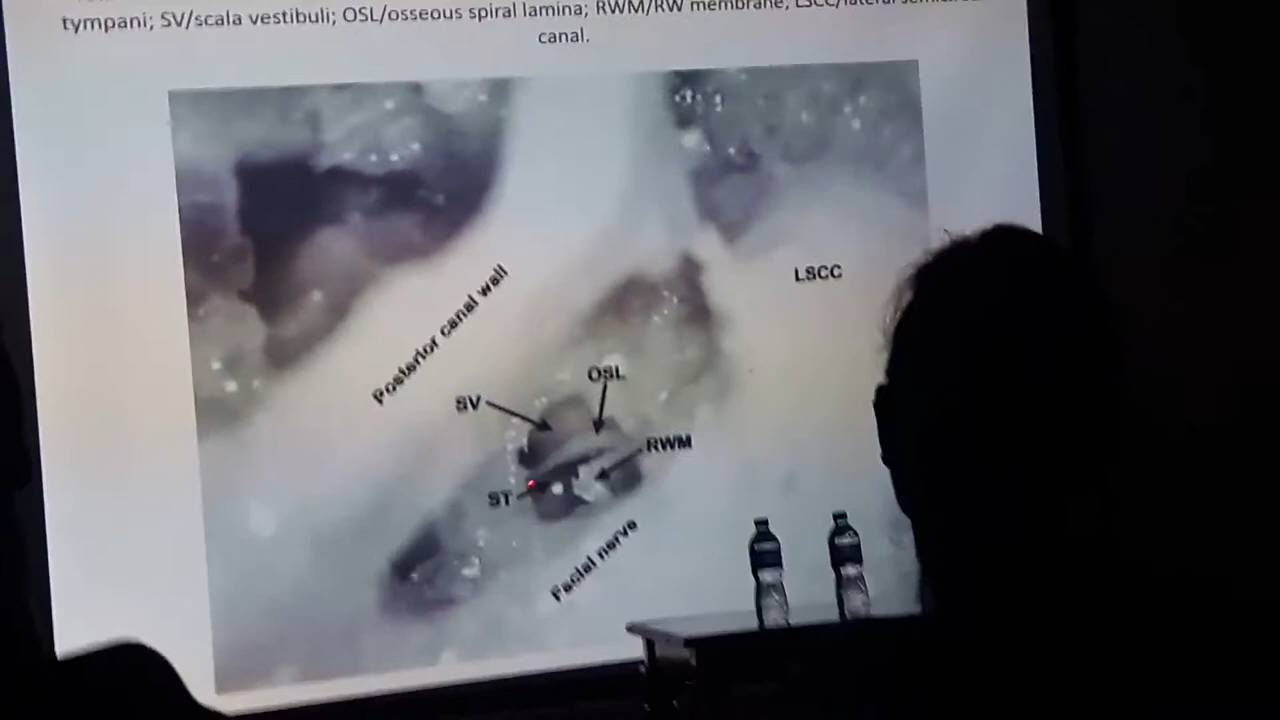 tympani; SV/scala vestibuli; OSL/osseous spiral lamina; RWM/RW membrane; LSCC/lateral
canal.
LSCC
Posterior canal wall
OSL
SV
RWM
ST
Facial nerve